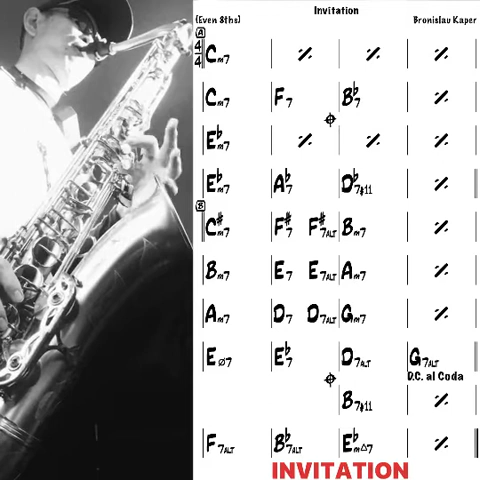 Invitation
(Even 8ths) Bronislau Kaper
A
4/4 Cm7 | 𝄎 | 𝄎 | 𝄎
Cm7 | F7 | B♭7 | 𝄎
E♭m7 | 𝄎 | 𝄎 | 𝄎
E♭m7 | A♭7 | D♭7♯11 | 𝄎
B
C♯m7 | F♯7 F♯7ALT | Bm7 | 𝄎
Bm7 | E7 E7ALT | Am7 | 𝄎
Am7 | D7 D7ALT | Gm7 | 𝄎
EØ7 | E♭7 | D7ALT | G7ALT
D.C. al Coda
B7♯11 | 𝄎
F7ALT | B♭7ALT | E♭m△7 | 𝄎
INVITATION